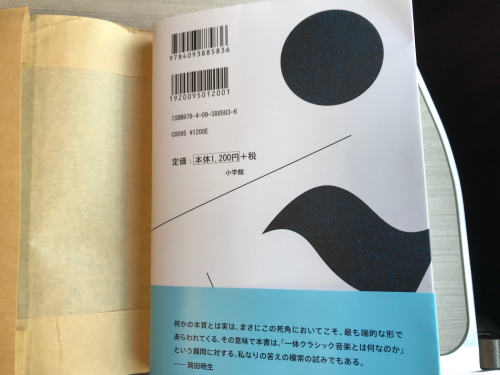 9784093885836
1920095012001
ISBN978-4-09-388583-6
C0095 ¥1200E
定価:本体1,200円+税
小学館
何かの本質とは実は、まさにこの死角においてこそ、最も端的な形で
あらわれてくる。その意味で本書は、「一体クラシック音楽とは何なのか」
という難問に対する、私なりの答えの模索の試みでもある。
——岡田暁生